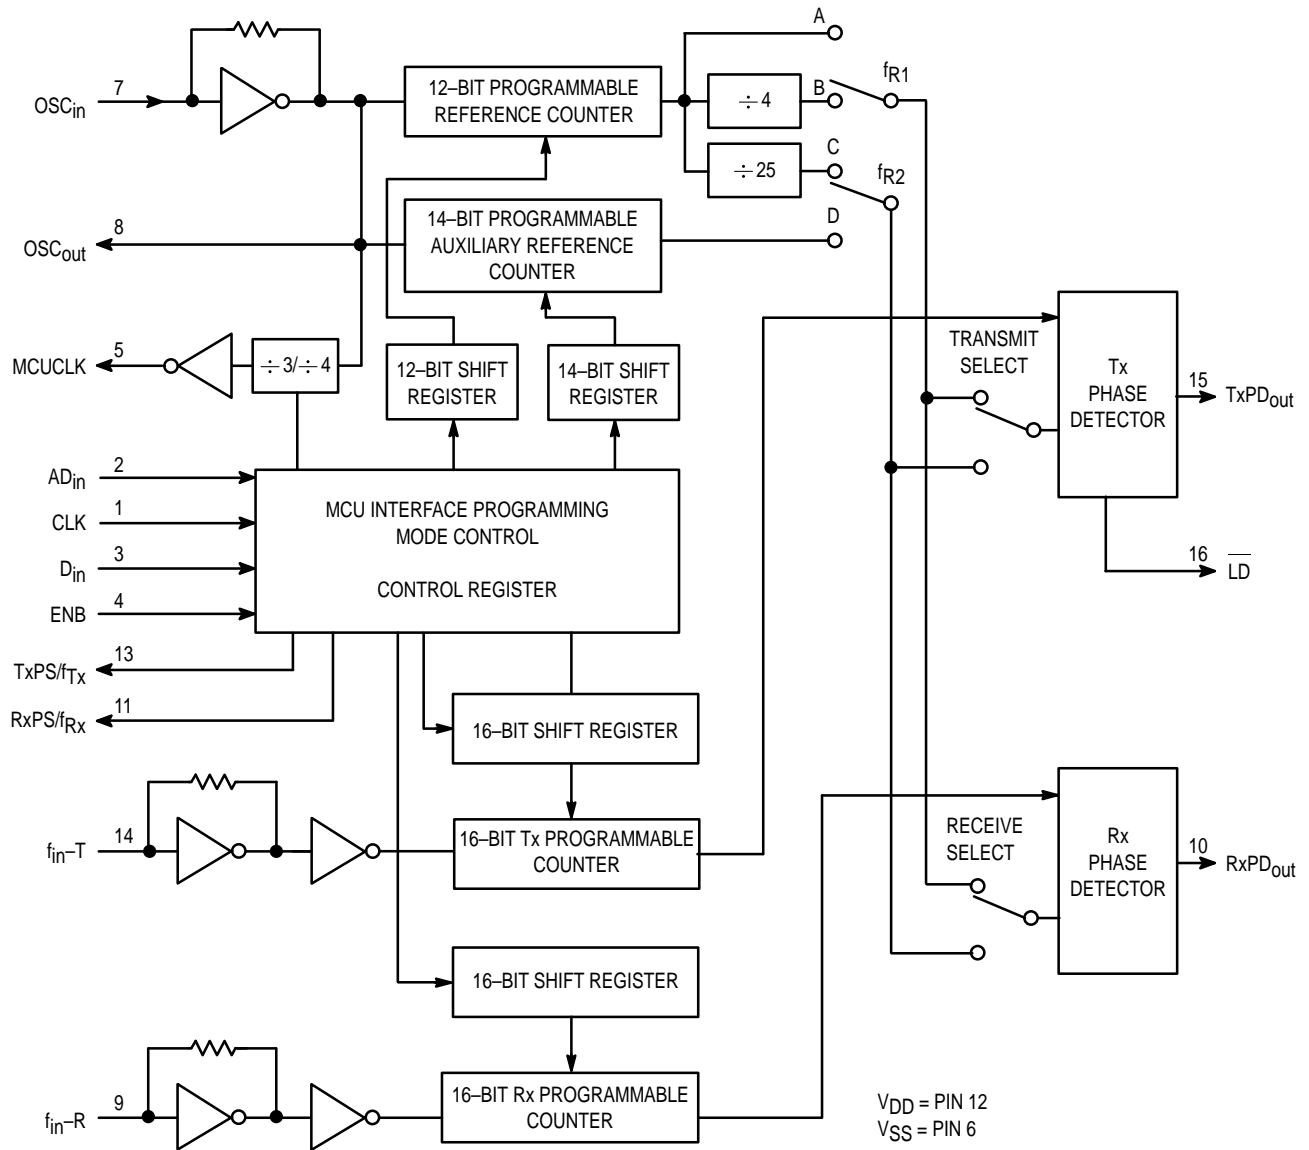 A
7
OSCin
12–BIT PROGRAMMABLE
REFERENCE COUNTER
÷ 4
B
fR1
÷ 25
C
fR2
8
OSCout
14–BIT PROGRAMMABLE
AUXILIARY REFERENCE
COUNTER
D
5
MCUCLK
÷ 3/÷ 4
12–BIT SHIFT
REGISTER
14–BIT SHIFT
REGISTER
TRANSMIT
SELECT
Tx
PHASE
DETECTOR
15
TxPDout
16
LD
2
ADin
1
CLK
3
Din
4
ENB
MCU INTERFACE PROGRAMMING
MODE CONTROL
CONTROL REGISTER
13
TxPS/fTx
11
RxPS/fRx
16–BIT SHIFT REGISTER
14
fin–T
16-BIT Tx PROGRAMMABLE
COUNTER
RECEIVE
SELECT
Rx
PHASE
DETECTOR
10
RxPDout
16–BIT SHIFT REGISTER
9
fin–R
16–BIT Rx PROGRAMMABLE
COUNTER
VDD = PIN 12
VSS = PIN 6